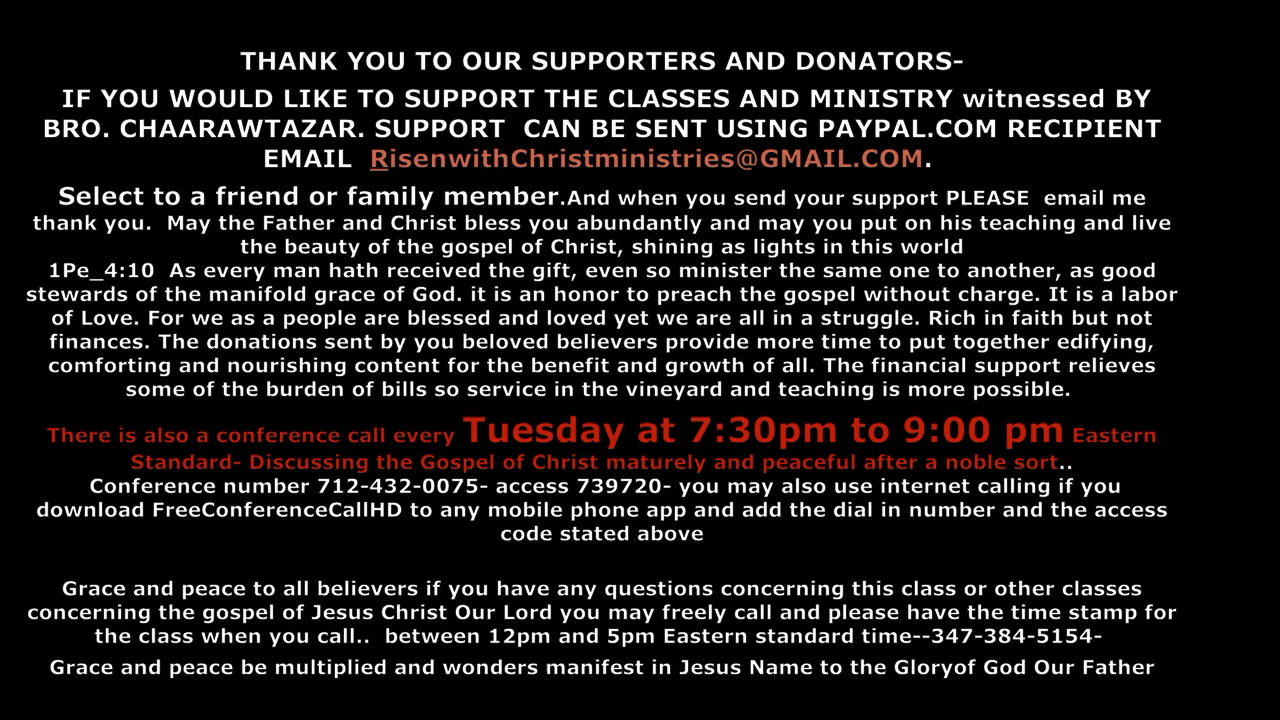 THANK YOU TO OUR SUPPORTERS AND DONATORS-
IF YOU WOULD LIKE TO SUPPORT THE CLASSES AND MINISTRY witnessed BY
BRO. CHAARAWTAZAR. SUPPORT  CAN BE SENT USING PAYPAL.COM RECIPIENT
EMAIL  RisenwithChristministries@GMAIL.COM.
Select to a friend or family member.And when you send your support PLEASE  email me
thank you.  May the Father and Christ bless you abundantly and may you put on his teaching and live
the beauty of the gospel of Christ, shining as lights in this world
1Pe_4:10  As every man hath received the gift, even so minister the same one to another, as good
stewards of the manifold grace of God. it is an honor to preach the gospel without charge. It is a labor
of Love. For we as a people are blessed and loved yet we are all in a struggle. Rich in faith but not
finances. The donations sent by you beloved believers provide more time to put together edifying,
comforting and nourishing content for the benefit and growth of all. The financial support relieves
some of the burden of bills so service in the vineyard and teaching is more possible.
There is also a conference call every Tuesday at 7:30pm to 9:00 pm Eastern
Standard- Discussing the Gospel of Christ maturely and peaceful after a noble sort..
Conference number 712-432-0075- access 739720- you may also use internet calling if you
download FreeConferenceCallHD to any mobile phone app and add the dial in number and the access
code stated above
Grace and peace to all believers if you have any questions concerning this class or other classes
concerning the gospel of Jesus Christ Our Lord you may freely call and please have the time stamp for
the class when you call..  between 12pm and 5pm Eastern standard time--347-384-5154-
Grace and peace be multiplied and wonders manifest in Jesus Name to the Gloryof God Our Father